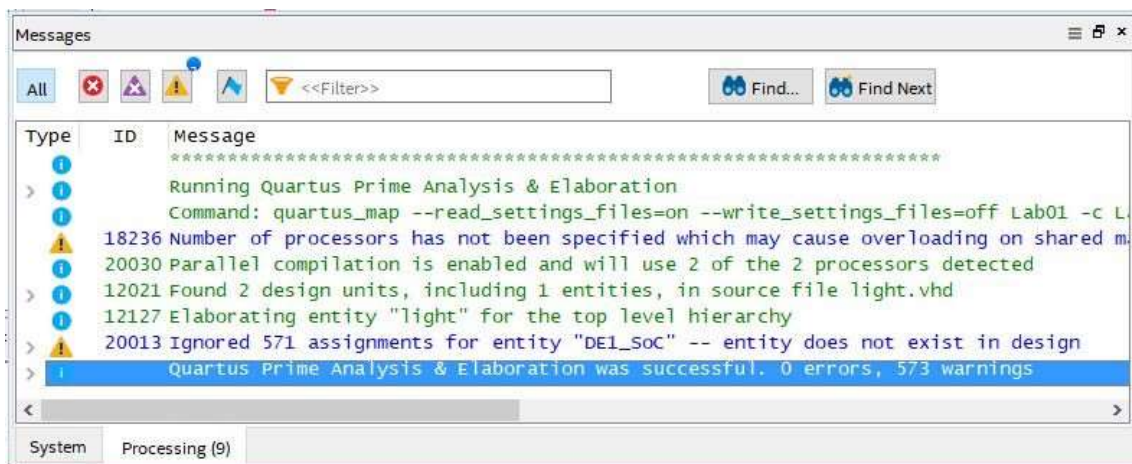 Messages
All <<Filter>> Find... Find Next
Type ID Message
********************************************************************
Running Quartus Prime Analysis & Elaboration
Command: quartus_map --read_settings_files=on --write_settings_files=off Lab01 -c L
18236 Number of processors has not been specified which may cause overloading on shared m
20030 Parallel compilation is enabled and will use 2 of the 2 processors detected
12021 Found 2 design units, including 1 entities, in source file light.vhd
12127 Elaborating entity "light" for the top level hierarchy
20013 Ignored 571 assignments for entity "DE1_SoC" -- entity does not exist in design
Quartus Prime Analysis & Elaboration was successful. 0 errors, 573 warnings
System Processing (9)